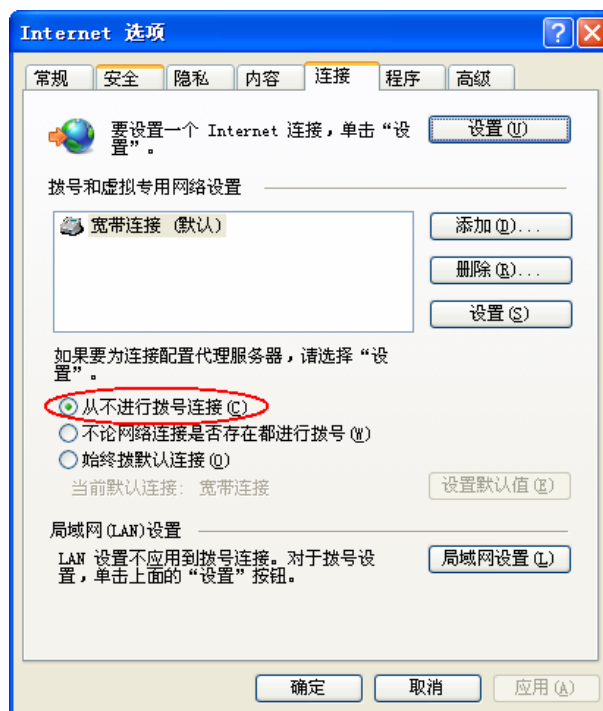 Internet 选项
常规 安全 隐私 内容 连接 程序 高级
要设置一个 Internet 连接，单击“设
置”。
设置(U)
拨号和虚拟专用网络设置
宽带连接 (默认)
添加(D)...
删除(R)...
设置(S)
如果要为连接配置代理服务器，请选择“设
置”。
从不进行拨号连接(C)
不论网络连接是否存在都进行拨号(W)
始终拨默认连接(O)
当前默认连接： 宽带连接
设置默认值(E)
局域网(LAN)设置
LAN 设置不应用到拨号连接。对于拨号设
置，单击上面的“设置”按钮。
局域网设置(L)
确定 取消 应用(A)